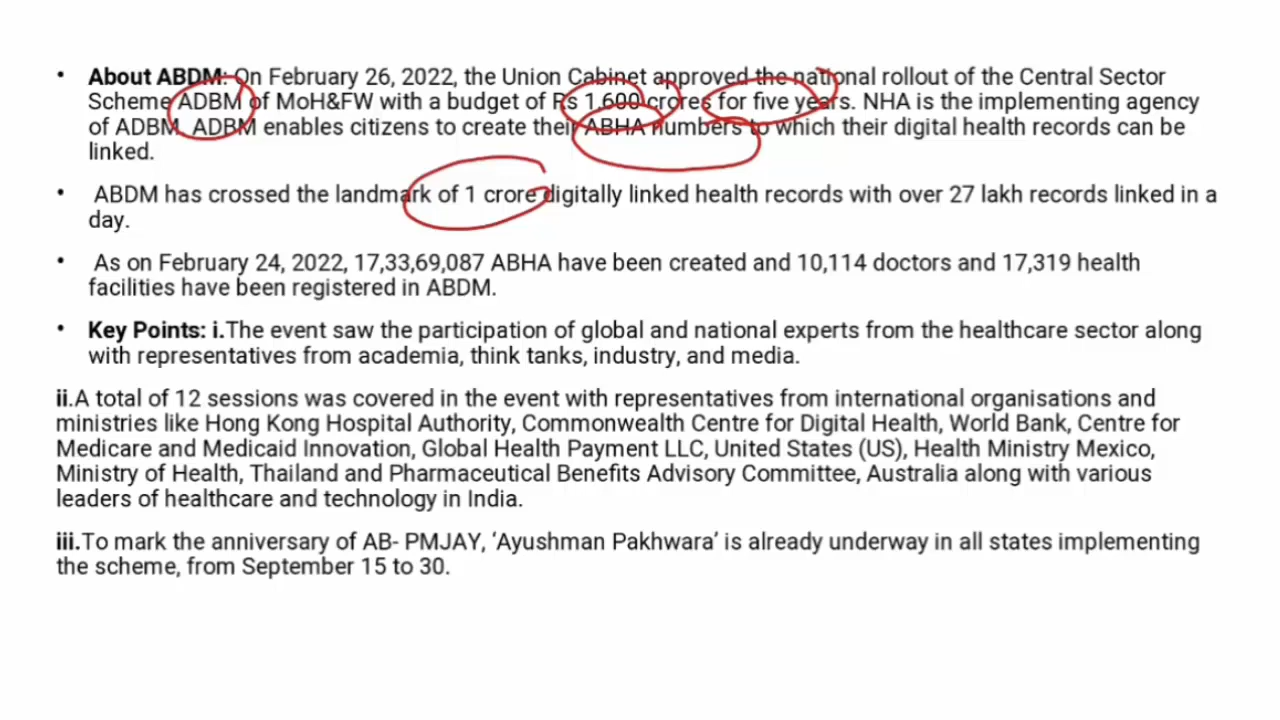 • About ABDM: On February 26, 2022, the Union Cabinet approved the national rollout of the Central Sector
Scheme ADBM of MoH&FW with a budget of Rs 1,600 crores for five years. NHA is the implementing agency
of ADBM. ADBM enables citizens to create their ABHA numbers to which their digital health records can be
linked.
• ABDM has crossed the landmark of 1 crore digitally linked health records with over 27 lakh records linked in a
day.
• As on February 24, 2022, 17,33,69,087 ABHA have been created and 10,114 doctors and 17,319 health
facilities have been registered in ABDM.
• Key Points: i.The event saw the participation of global and national experts from the healthcare sector along
with representatives from academia, think tanks, industry, and media.
ii.A total of 12 sessions was covered in the event with representatives from international organisations and
ministries like Hong Kong Hospital Authority, Commonwealth Centre for Digital Health, World Bank, Centre for
Medicare and Medicaid Innovation, Global Health Payment LLC, United States (US), Health Ministry Mexico,
Ministry of Health, Thailand and Pharmaceutical Benefits Advisory Committee, Australia along with various
leaders of healthcare and technology in India.
iii.To mark the anniversary of AB- PMJAY, ‘Ayushman Pakhwara’ is already underway in all states implementing
the scheme, from September 15 to 30.